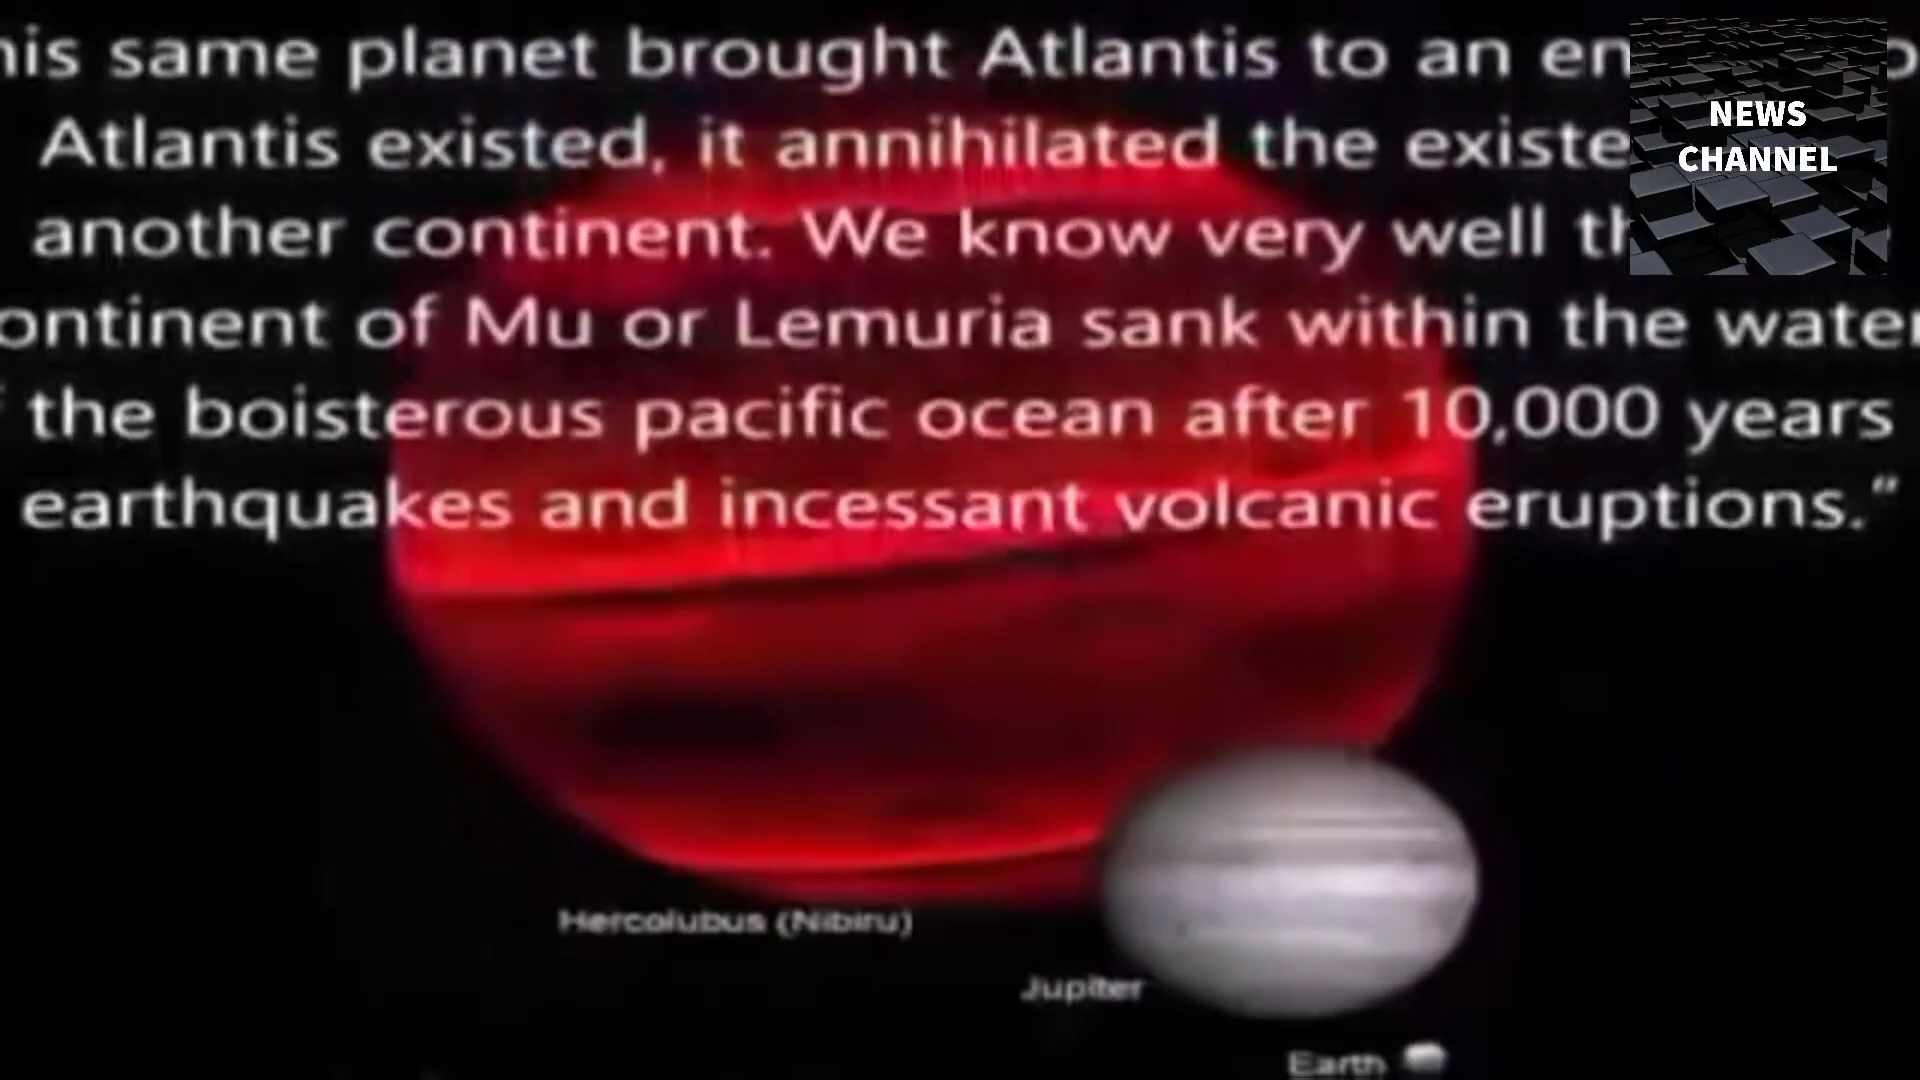 his same planet brought Atlantis to an en
Atlantis existed, it annihilated the existe
another continent. We know very well th
ontinent of Mu or Lemuria sank within the water
the boisterous pacific ocean after 10,000 years
earthquakes and incessant volcanic eruptions."
NEWS
CHANNEL
Hercolubus (Nibiru)
Jupiter
Earth